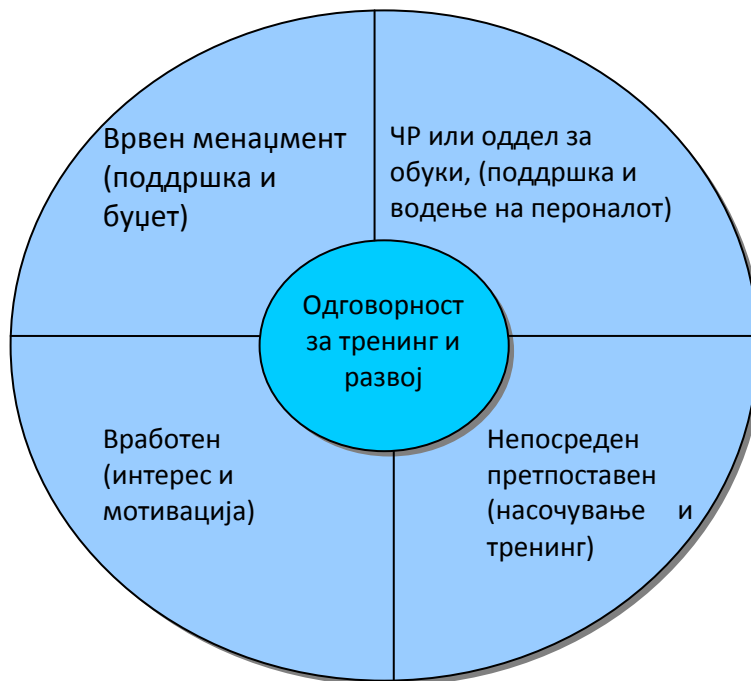 Врвен менаџмент
(поддршка и
буџет)
ЧР или оддел за
обуки, (поддршка и
водење на пероналот)
Одговорност
за тренинг и
развој
Вработен
(интерес и
мотивација)
Непосреден
претпоставен
(насочување и
тренинг)